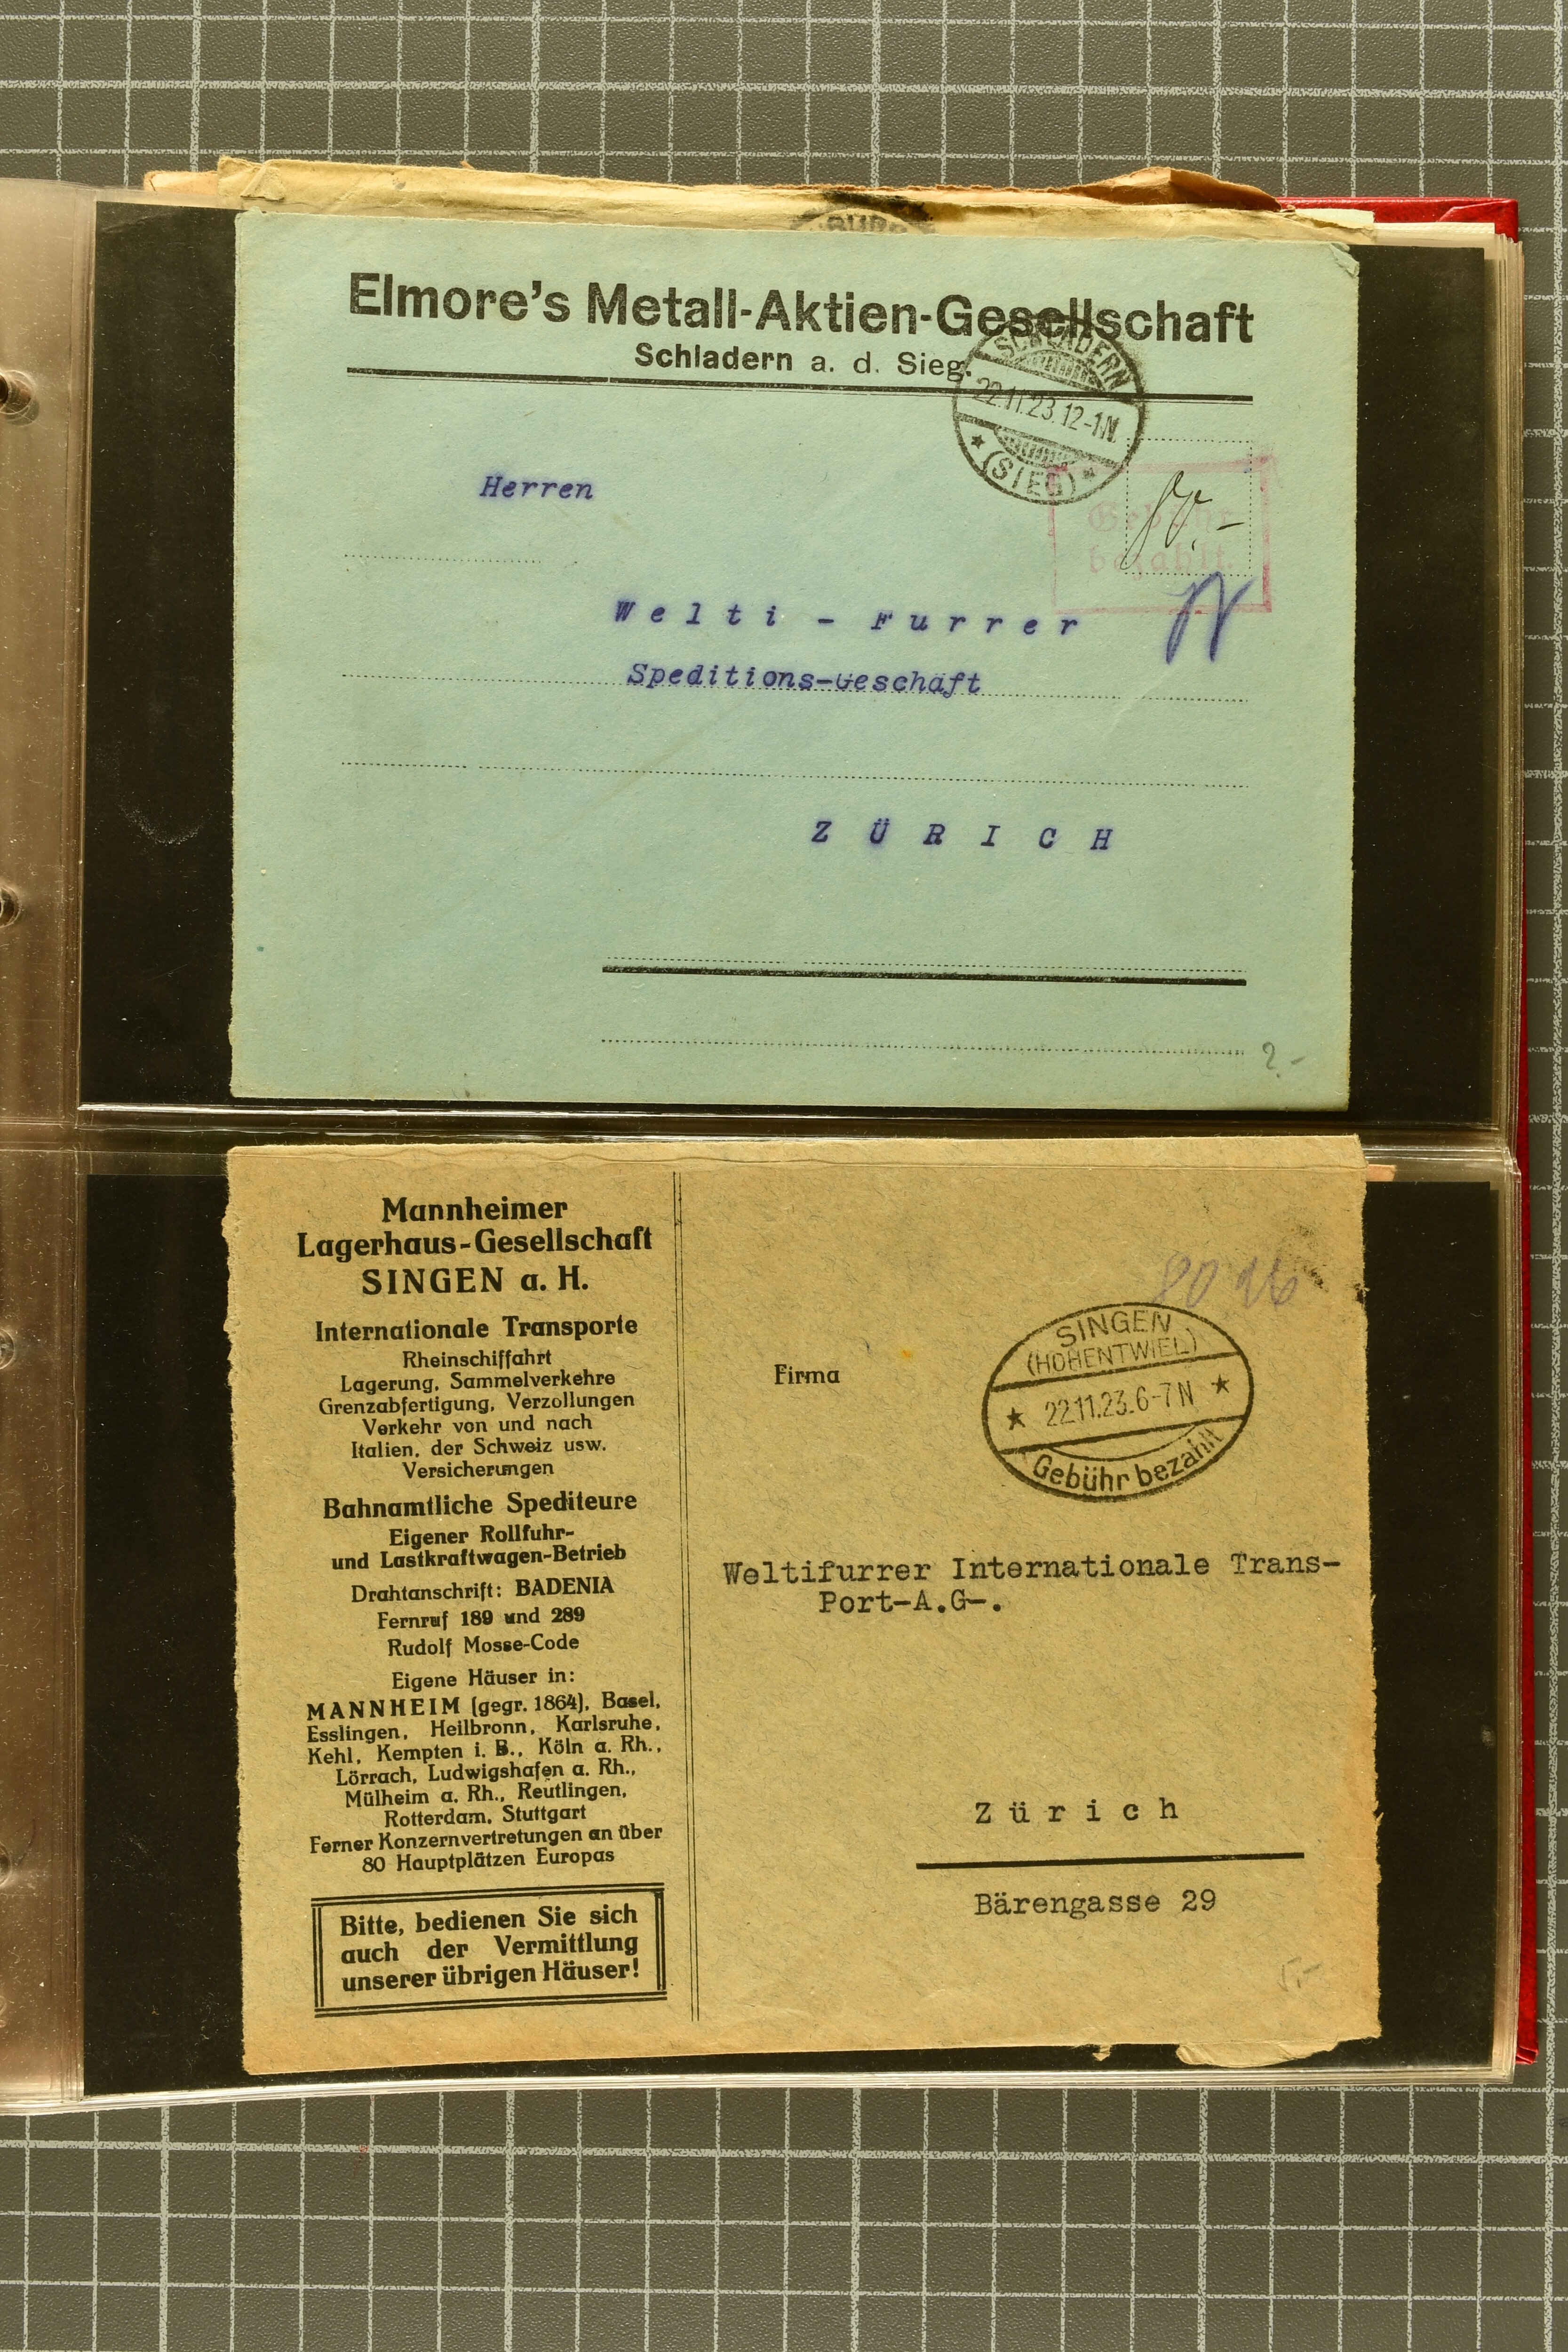 Elmore's Metall-Aktien-Gesellschaft
Schladern a. d. Sieg.
SCHLADERN
22.11.23.12-1N.
* (SIEG) *
Gebühr
bezahlt.
80.-
Herren
Welti - Furrer
Speditions-Geschäft
ZÜRICH
2.-
Mannheimer
Lagerhaus-Gesellschaft
SINGEN a. H.
Internationale Transporte
Rheinschiffahrt
Lagerung, Sammelverkehre
Grenzabfertigung, Verzollungen
Verkehr von und nach
Italien, der Schweiz usw.
Versicherungen
Bahnamtliche Spediteure
Eigener Rollfuhr-
und Lastkraftwagen-Betrieb
Drahtanschrift: BADENIA
Fernruf 189 und 289
Rudolf Mosse-Code
Eigene Häuser in:
MANNHEIM (gegr. 1864), Basel,
Esslingen, Heilbronn, Karlsruhe,
Kehl, Kempten i. B., Köln a. Rh.,
Lörrach, Ludwigshafen a. Rh.,
Mülheim a. Rh., Reutlingen,
Rotterdam, Stuttgart
Ferner Konzernvertretungen an über
80 Hauptplätzen Europas
Bitte, bedienen Sie sich
auch der Vermittlung
unserer übrigen Häuser!
SINGEN
(HOHENTWIEL)
* 22.11.23.6-7N *
Gebühr bezahlt
Firma
Weltifurrer Internationale Trans-
Port-A.G-.
Zürich
Bärengasse 29
5.-